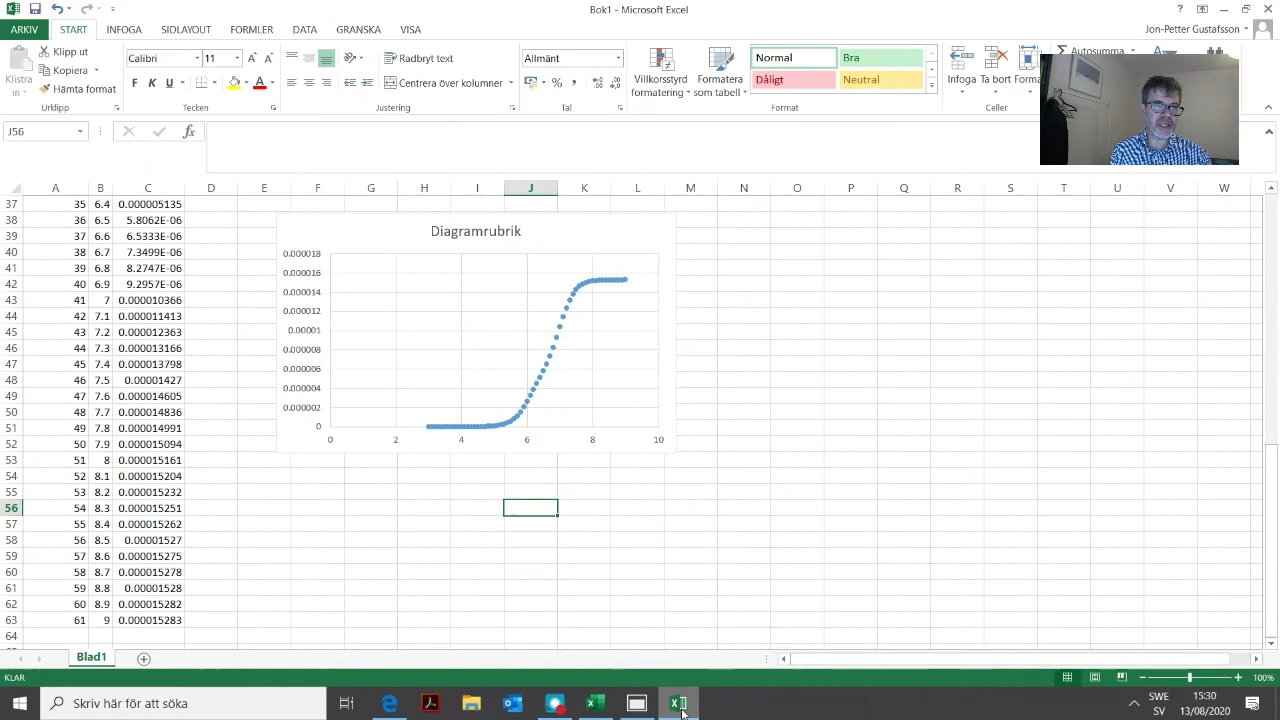 Bok1 - Microsoft Excel
ARKIV START INFOGA SIDLAYOUT FORMLER DATA GRANSKA VISA
Jon-Petter Gustafsson
Klistra in
Klipp ut
Kopiera
Hämta format
Urklipp
Calibri 11
F K U
Tecken
Radbryt text
Centrera över kolumner
Justering
Allmänt
%
Tal
Villkorsstyrd formatering
Formatera som tabell
Normal Bra
Dåligt Neutral
Format
Infoga
Ta bort
Forma
Celler
Autosumma
J56
fx
A B C D E F G H I J K L M N O P Q R S T U V W
37 35 6.4 0.000005135
38 36 6.5 5.8062E-06
39 37 6.6 6.5333E-06
40 38 6.7 7.3499E-06
41 39 6.8 8.2747E-06
42 40 6.9 9.2957E-06
43 41 7 0.000010366
44 42 7.1 0.000011413
45 43 7.2 0.000012363
46 44 7.3 0.000013166
47 45 7.4 0.000013798
48 46 7.5 0.00001427
49 47 7.6 0.000014605
50 48 7.7 0.000014836
51 49 7.8 0.000014991
52 50 7.9 0.000015094
53 51 8 0.000015161
54 52 8.1 0.000015204
55 53 8.2 0.000015232
56 54 8.3 0.000015251
57 55 8.4 0.000015262
58 56 8.5 0.00001527
59 57 8.6 0.000015275
60 58 8.7 0.000015278
61 59 8.8 0.00001528
62 60 8.9 0.000015282
63 61 9 0.000015283
64
Diagramrubrik
0.000018
0.000016
0.000014
0.000012
0.00001
0.000008
0.000006
0.000004
0.000002
0
0 2 4 6 8 10
Blad1
KLAR
100%
Skriv här för att söka
SWE
SV
15:30
13/08/2020